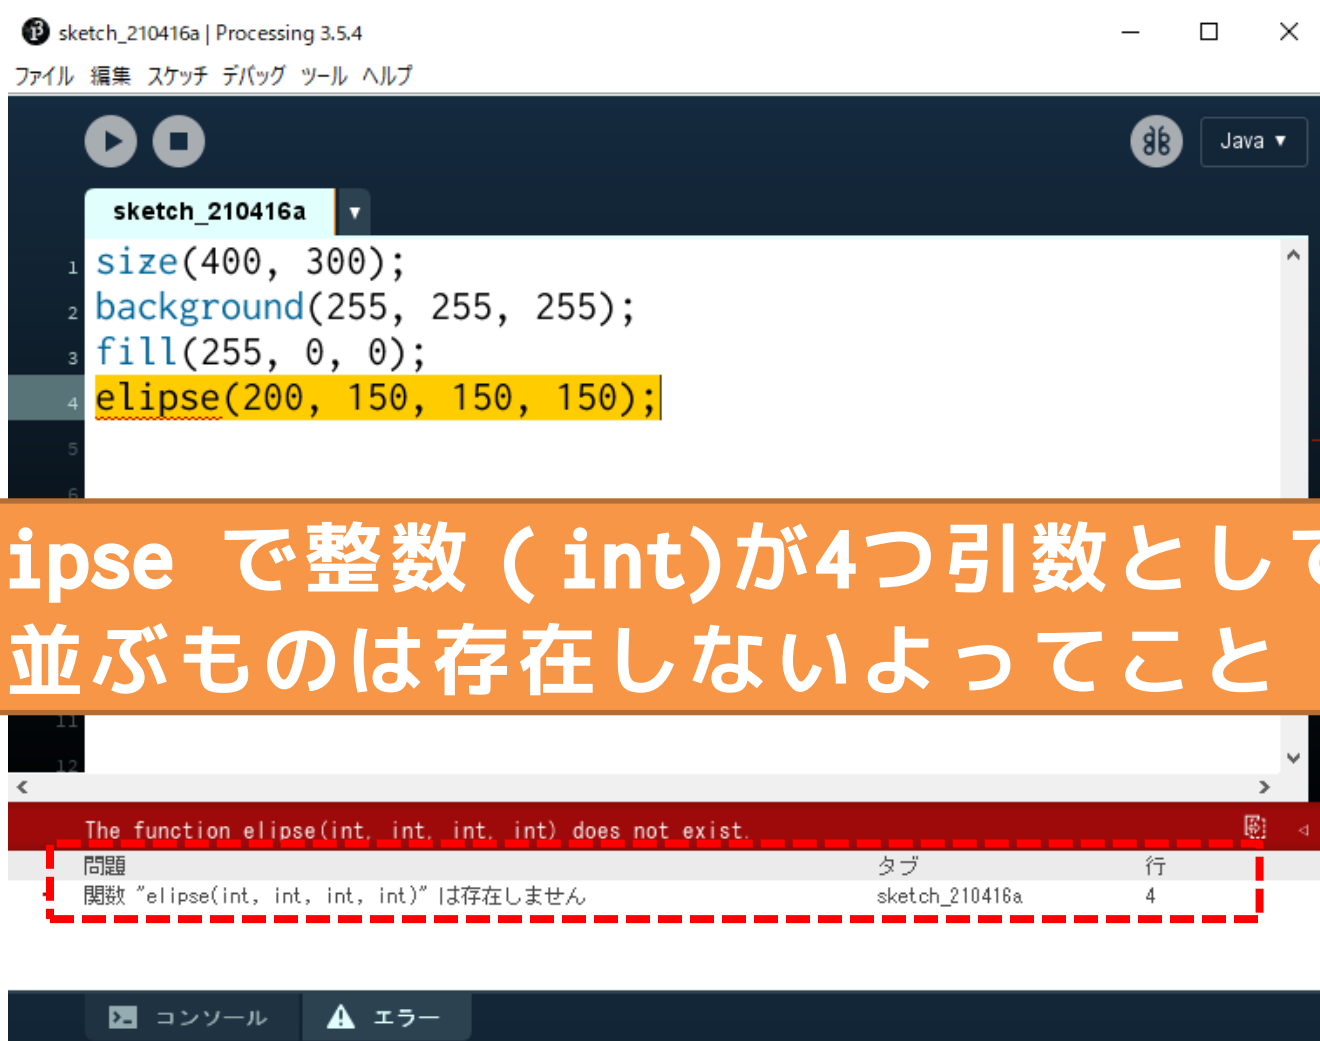 sketch_210416a | Processing 3.5.4
ファイル 編集 スケッチ デバッグ ツール ヘルプ
Java ▼
sketch_210416a ▼
1 size(400, 300);
2 background(255, 255, 255);
3 fill(255, 0, 0);
4 elipse(200, 150, 150, 150);
5
6
ipse で整数(int)が4つ引数として
並ぶものは存在しないよってこと
11
12
The function elipse(int, int, int, int) does not exist.
問題 タブ 行
関数 "elipse(int, int, int, int)" は存在しません sketch_210416a 4
コンソール エラー